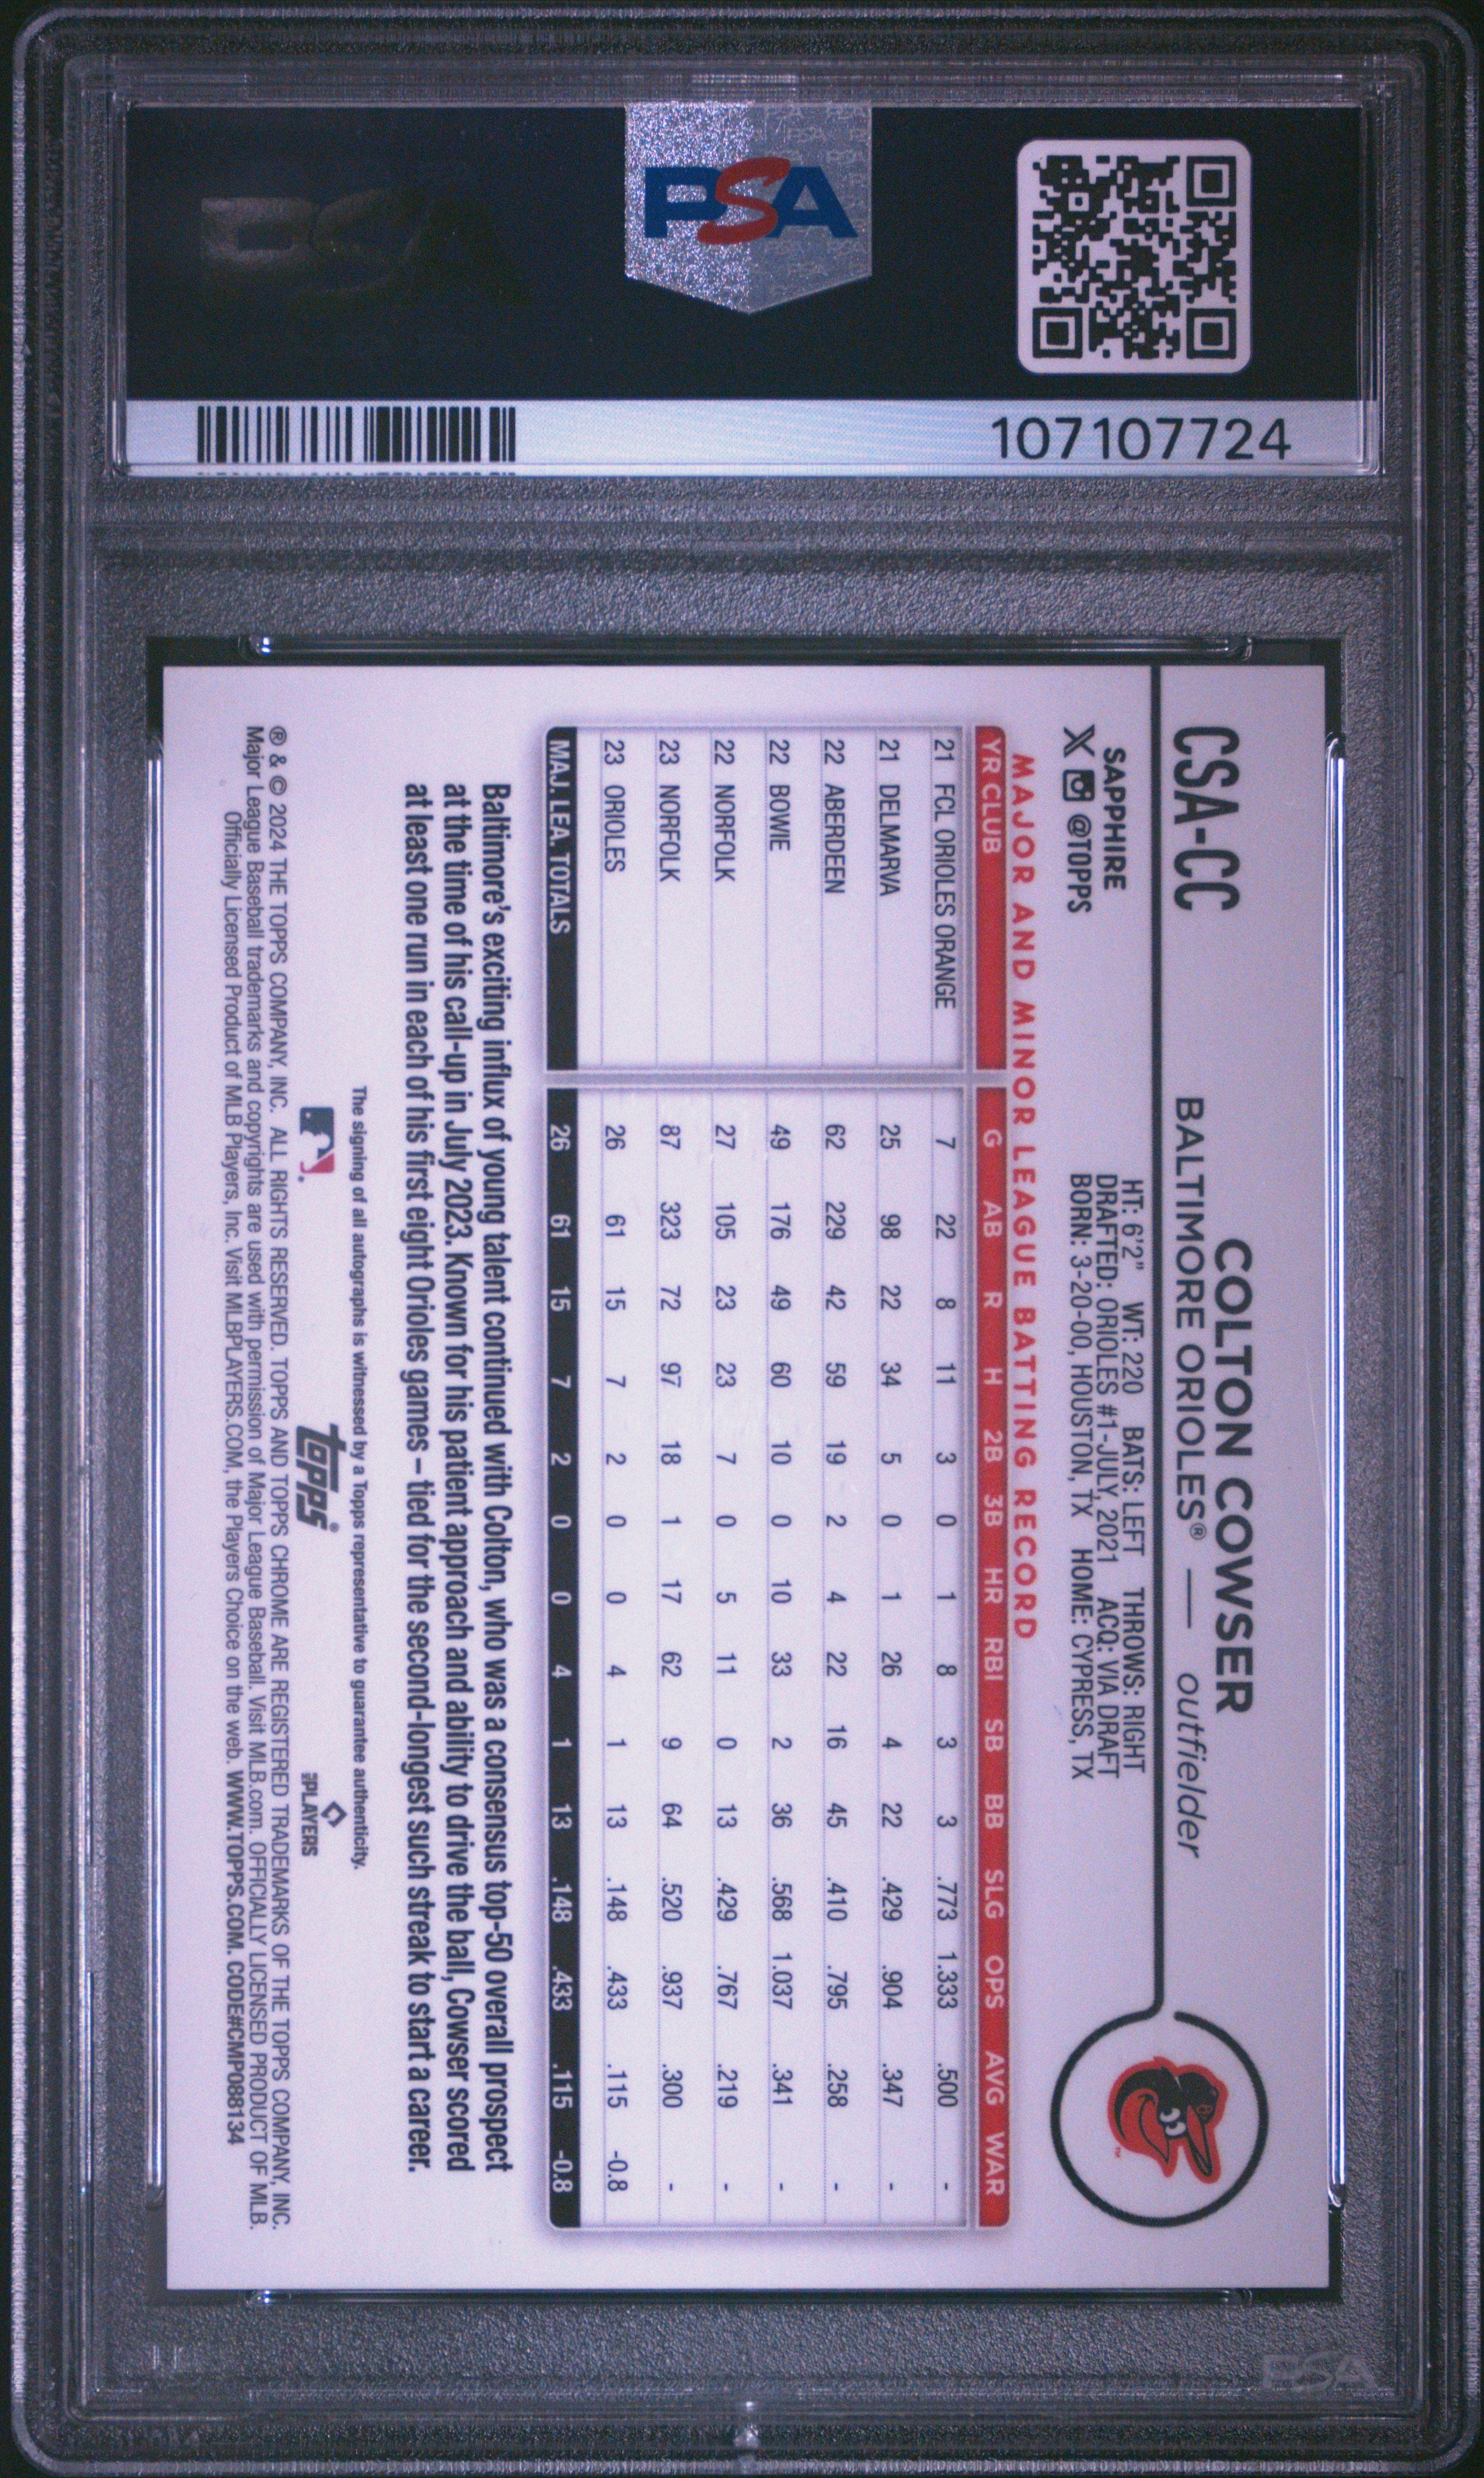 PSA
107107724
CSA-CC
COLTON COWSER
BALTIMORE ORIOLES® — outfielder
SAPPHIRE
X @TOPPS
HT: 6'2" WT: 220 BATS: LEFT THROWS: RIGHT
DRAFTED: ORIOLES #1-JULY, 2021 ACQ: VIA DRAFT
BORN: 3-20-00, HOUSTON, TX HOME: CYPRESS, TX
MAJOR AND MINOR LEAGUE BATTING RECORD
YR CLUB G AB R H 2B 3B HR RBI SB BB SLG OPS AVG WAR
21 FCL ORIOLES ORANGE 7 22 8 11 3 0 1 8 3 3 .773 1.333 .500 -
21 DELMARVA 25 98 22 34 5 0 1 26 4 22 .429 .904 .347 -
22 ABERDEEN 62 229 42 59 19 2 4 22 16 45 .410 .795 .258 -
22 BOWIE 49 176 49 60 10 0 10 33 2 36 .568 1.037 .341 -
22 NORFOLK 27 105 23 23 7 0 5 11 0 13 .429 .767 .219 -
23 NORFOLK 87 323 72 97 18 1 17 62 9 64 .520 .937 .300 -
23 ORIOLES 26 61 15 7 2 0 0 4 1 13 .148 .433 .115 -0.8
MAJ. LEA. TOTALS 26 61 15 7 2 0 0 4 1 13 .148 .433 .115 -0.8
Baltimore's exciting influx of young talent continued with Colton, who was a consensus top-50 overall prospect
at the time of his call-up in July 2023. Known for his patient approach and ability to drive the ball, Cowser scored
at least one run in each of his first eight Orioles games – tied for the second-longest such streak to start a career.
The signing of all autographs is witnessed by a Topps representative to guarantee authenticity.
topps® PLAYERS
® & © 2024 THE TOPPS COMPANY, INC. ALL RIGHTS RESERVED. TOPPS AND TOPPS CHROME ARE REGISTERED TRADEMARKS OF THE TOPPS COMPANY, INC.
Major League Baseball trademarks and copyrights are used with permission of Major League Baseball. Visit MLB.com. OFFICIALLY LICENSED PRODUCT OF MLB
Officially Licensed Product of MLB Players, Inc. Visit MLBPLAYERS.COM, the Players Choice on the web. WWW.TOPPS.COM. CODE#CMP088134
PSA